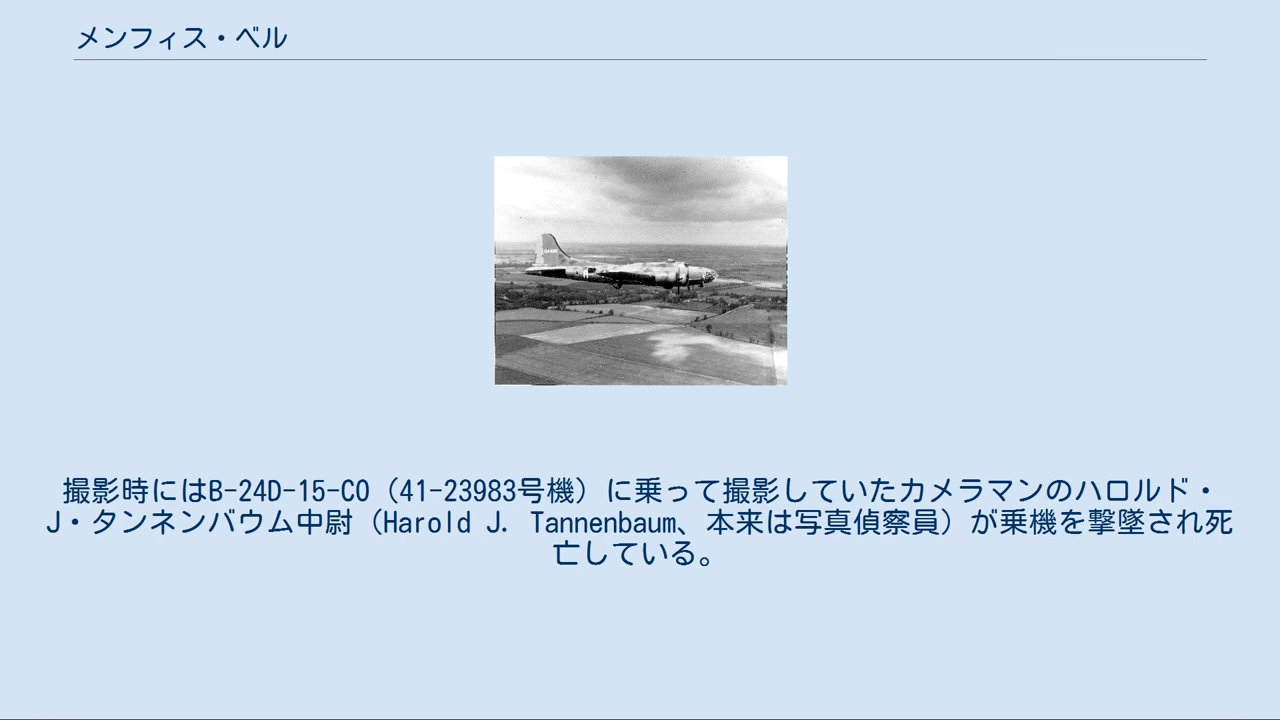 メンフィス・ベル
撮影時にはB-24D-15-CO（41-23983号機）に乗って撮影していたカメラマンのハロルド・
J・タンネンバウム中尉（Harold J. Tannenbaum、本来は写真偵察員）が乗機を撃墜され死
亡している。